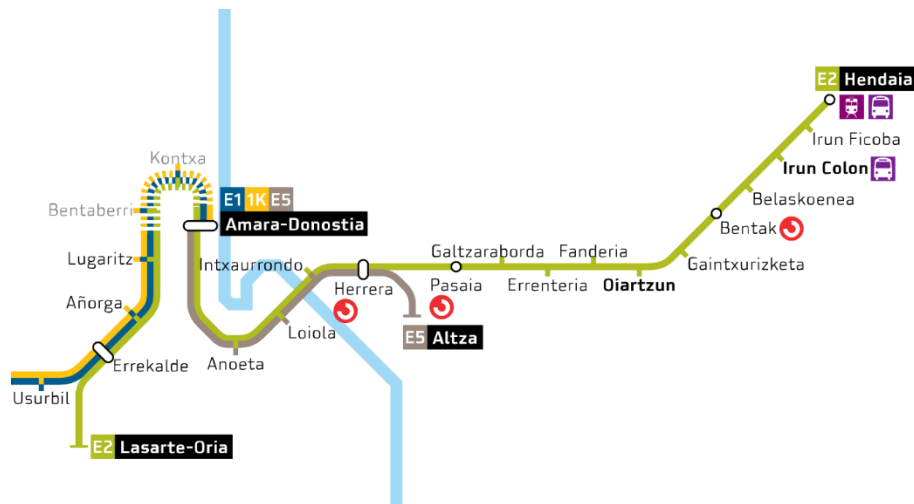 E2 Hendaia
Irun Ficoba
Kontxa
Irun Colon
E1 1K E5
Belaskoenea
Bentaberri
Amara-Donostia
Bentak
Galtzaraborda Fanderia
Lugaritz
Intxaurrondo
Gaintxurizketa
Herrera Pasaia Errenteria Oiartzun
Añorga
Loiola
E5 Altza
Errekalde
Anoeta
Usurbil
E2 Lasarte-Oria